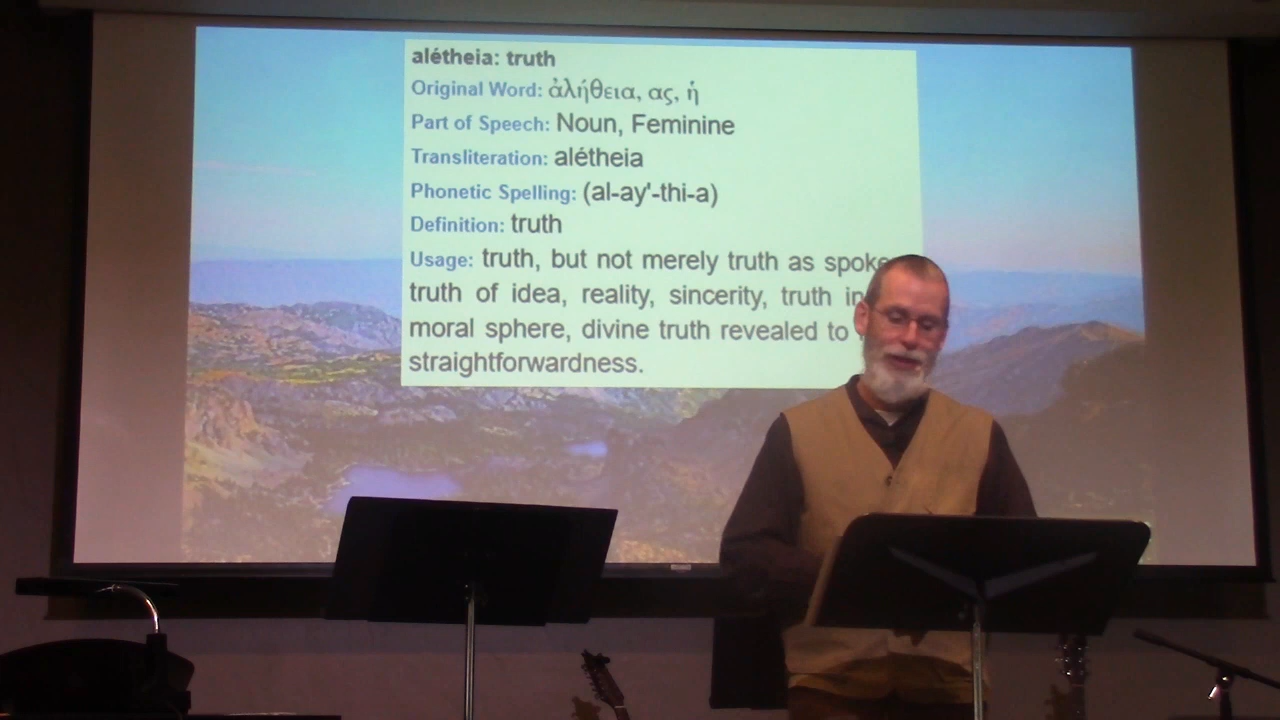 alétheia: truth
Original Word: ἀλήθεια, ας, ἡ
Part of Speech: Noun, Feminine
Transliteration: alétheia
Phonetic Spelling: (al-ay'-thi-a)
Definition: truth
Usage: truth, but not merely truth as
truth of idea, reality, sincerity, truth in
moral sphere, divine truth revealed to
straightforwardness.